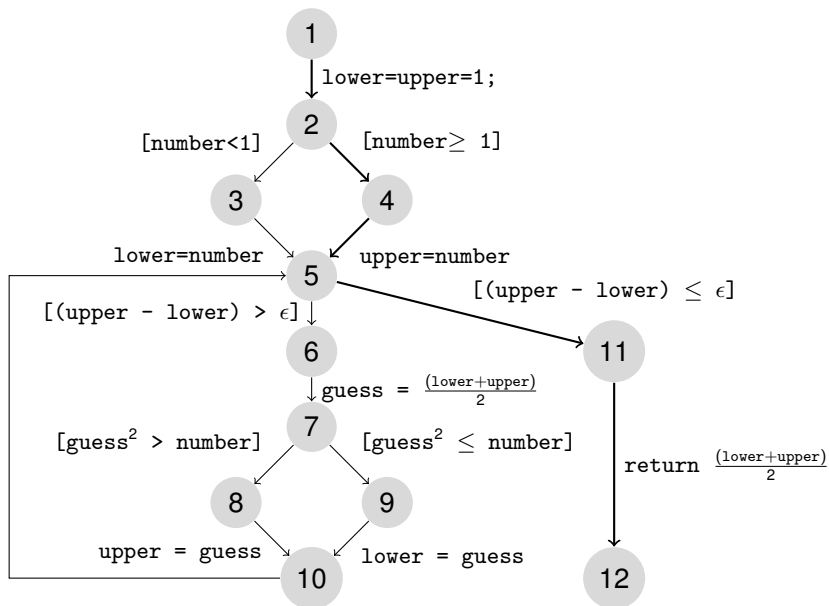 1
lower=upper=1;
2
[number<1] [number≥ 1]
3 4
lower=number upper=number
5
[(upper - lower) > ϵ] [(upper - lower) ≤ ϵ]
6 11
guess = (lower+upper)/2
7
[guess² > number] [guess² ≤ number]
8 9
return (lower+upper)/2
upper = guess lower = guess
10 12